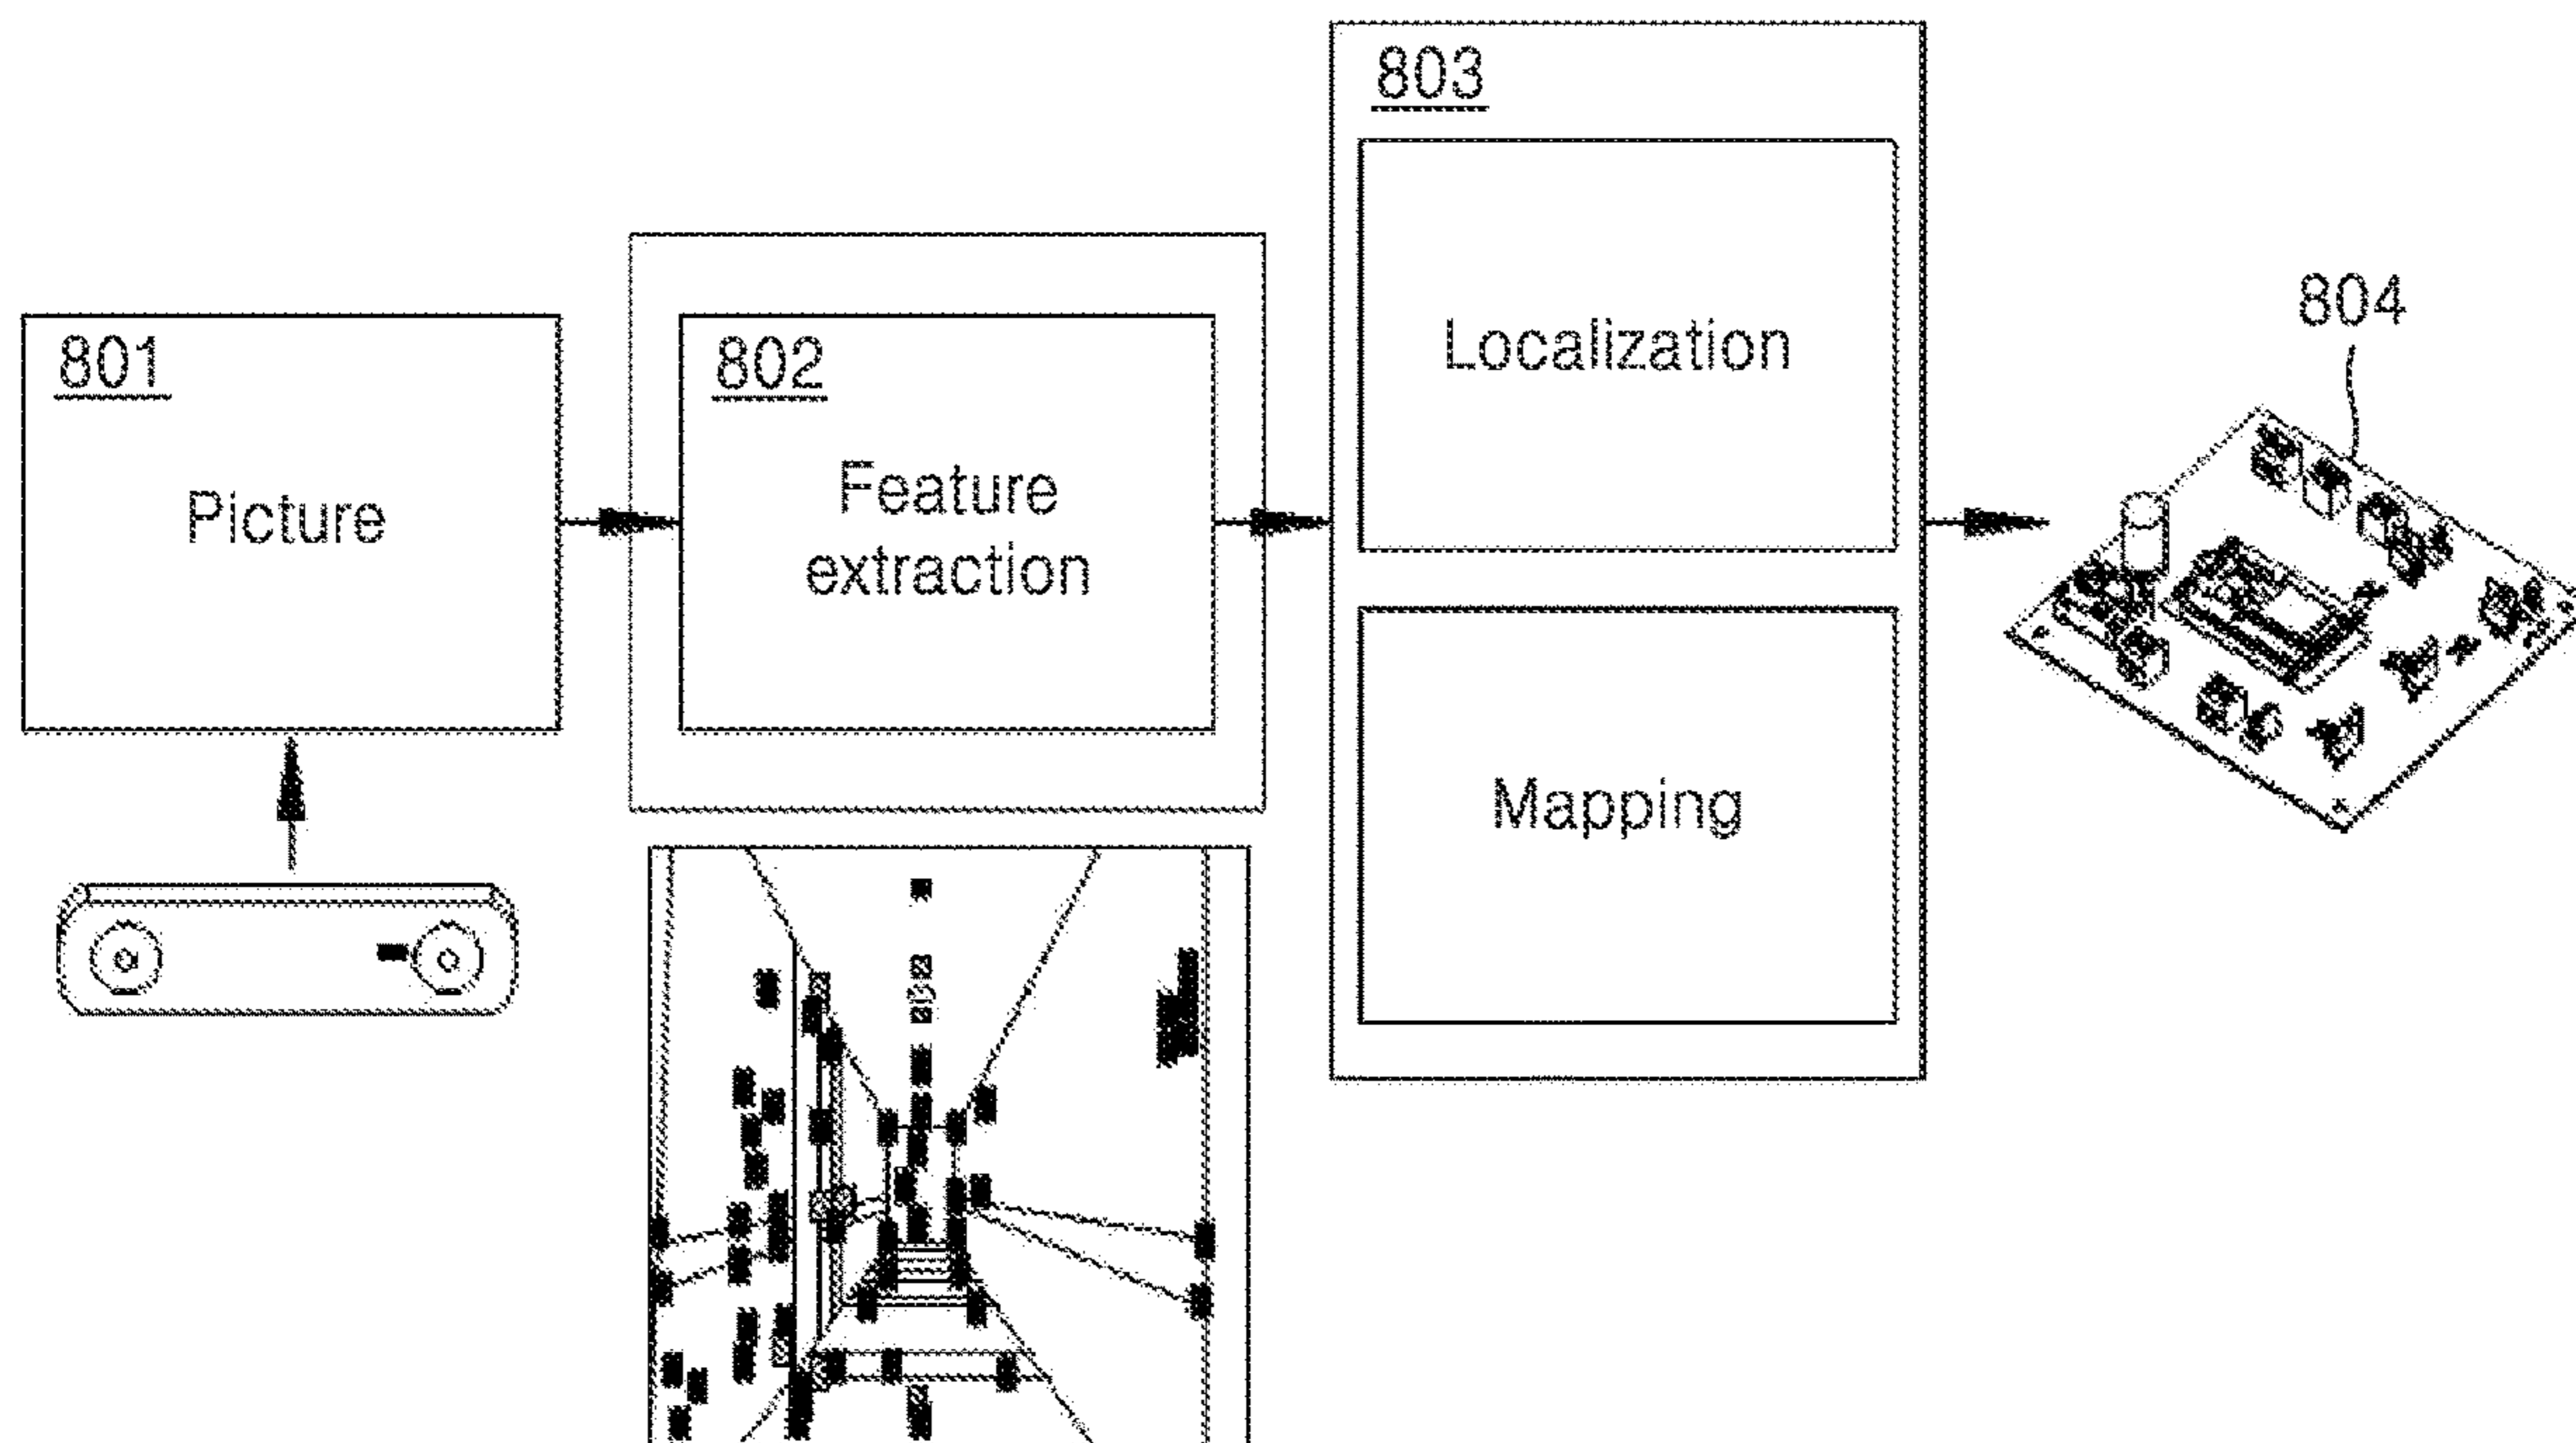 801
Picture
802
Feature
extraction
803
Localization
Mapping
804